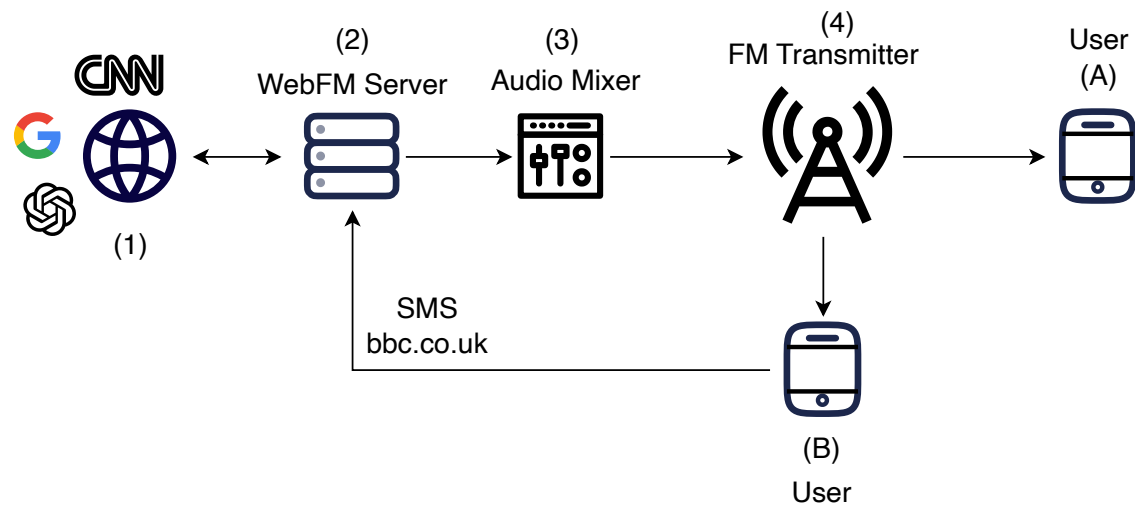 CNN
G
(1)
(2)
WebFM Server
(3)
Audio Mixer
(4)
FM Transmitter
User
(A)
SMS
bbc.co.uk
(B)
User